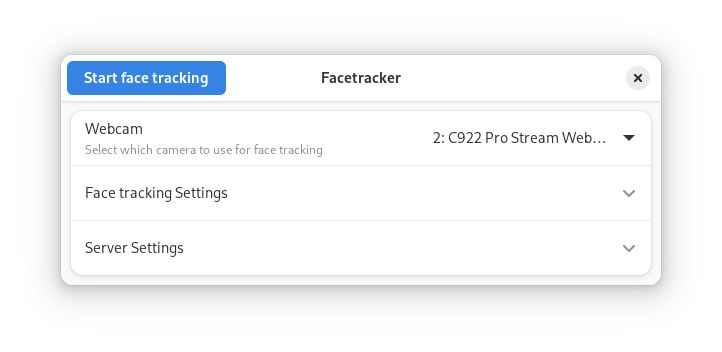 Start face tracking
Facetracker
Webcam
Select which camera to use for face tracking
2: C922 Pro Stream Web…
Face tracking Settings
Server Settings